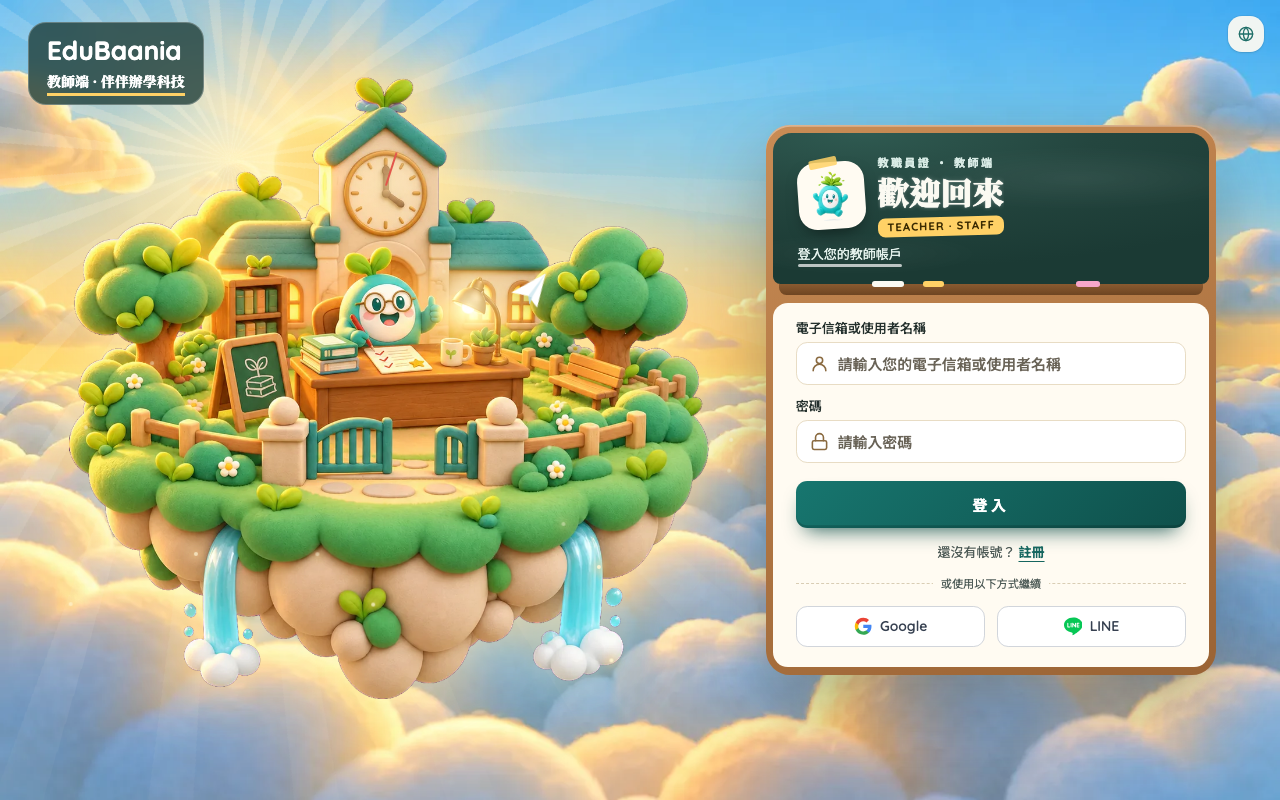 EduBaania
教師端·伴伴辦學科技
教職員證 • 教師端
歡迎回來
TEACHER · STAFF
登入您的教師帳戶
電子信箱或使用者名稱
請輸入您的電子信箱或使用者名稱
密碼
請輸入密碼
登入
還沒有帳號？註冊
或使用以下方式繼續
Google
LINE
LINE